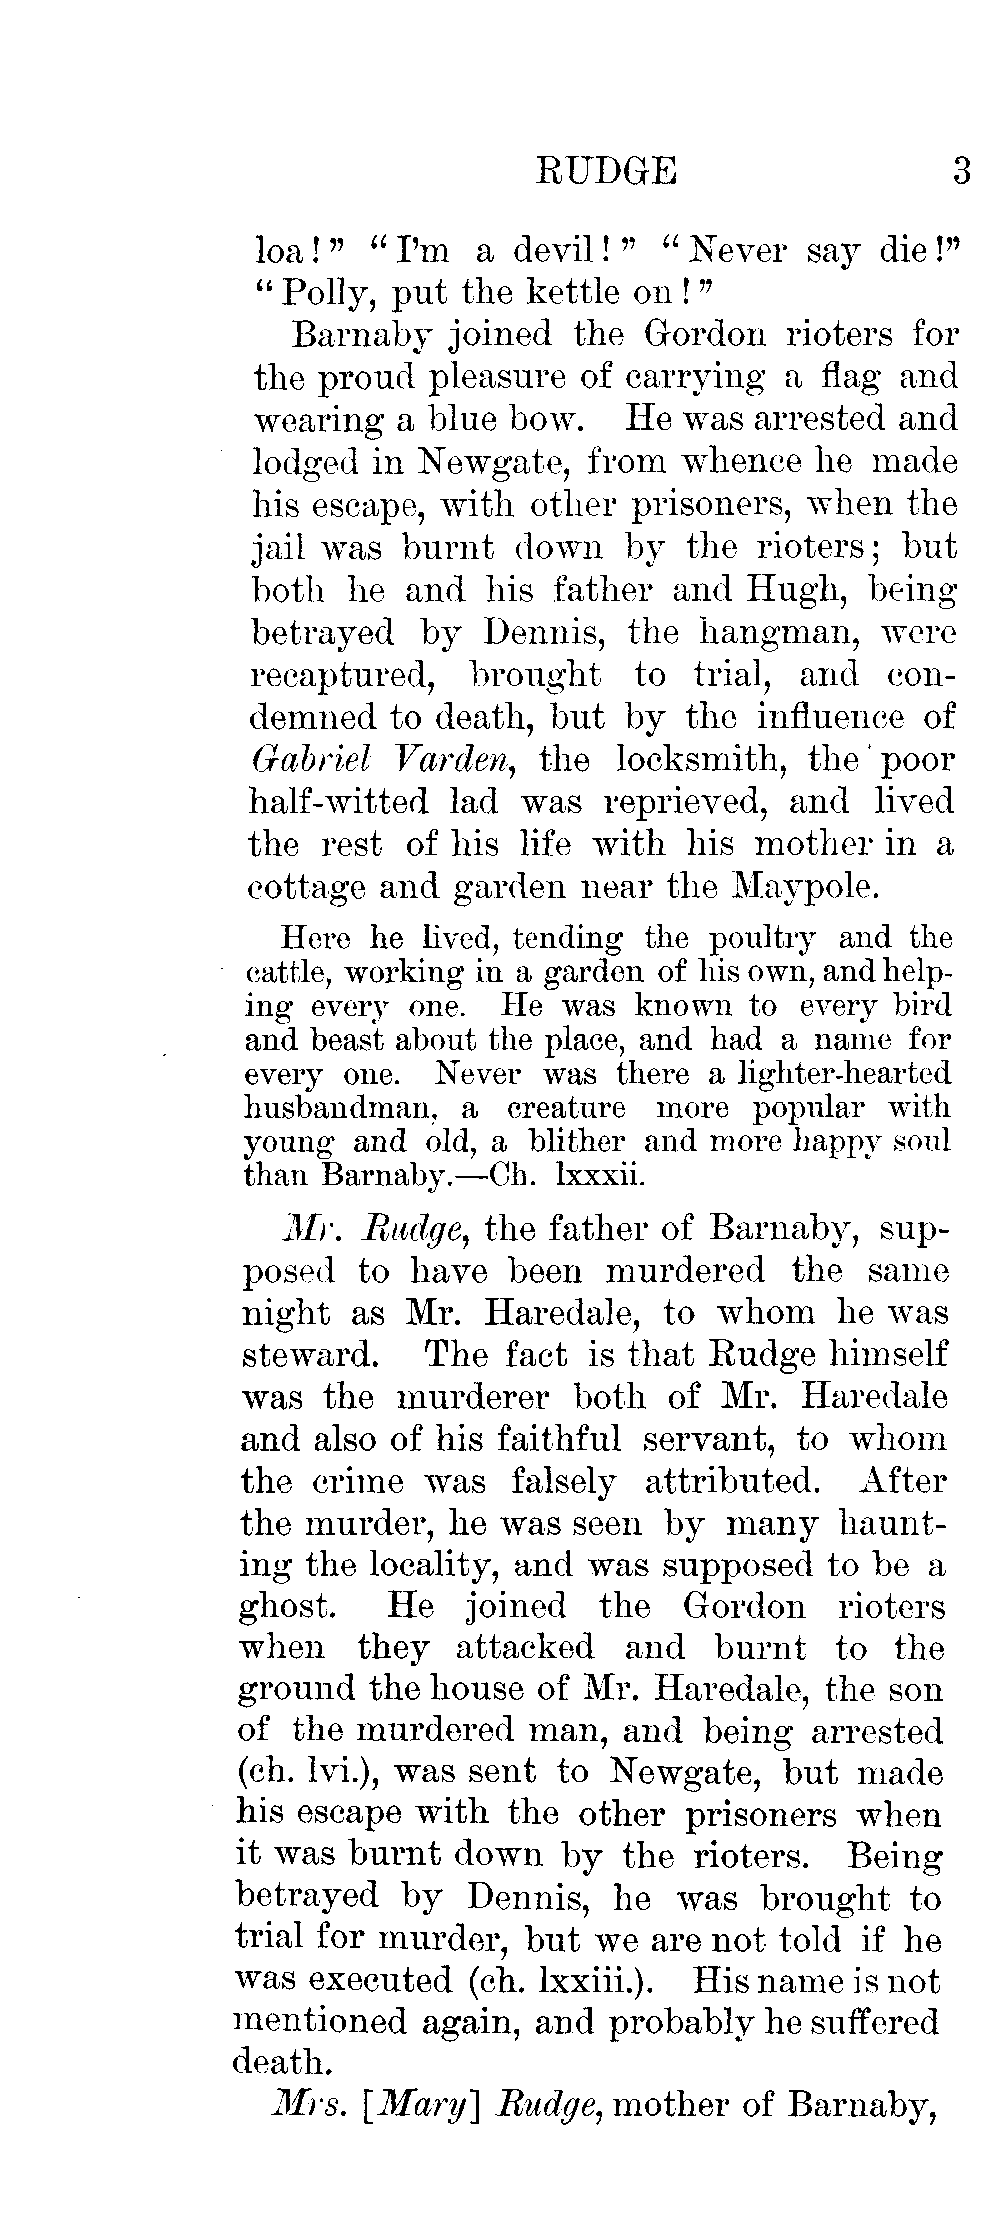 RUDGE 3
loa!” “I'm a devil!” “Never say die!”
“Polly, put the kettle on!”
Barnaby joined the Gordon rioters for
the proud pleasure of carrying a flag and
wearing a blue bow. He was arrested and
lodged in Newgate, from whence he made
his escape, with other prisoners, when the
jail was burnt down by the rioters; but
both he and his father and Hugh, being
betrayed by Dennis, the hangman, were
recaptured, brought to trial, and con-
demned to death, but by the influence of
Gabriel Varden, the locksmith, the poor
half-witted lad was reprieved, and lived
the rest of his life with his mother in a
cottage and garden near the Maypole.
Here he lived, tending the poultry and the
cattle, working in a garden of his own, and help-
ing every one. He was known to every bird
and beast about the place, and had a name for
every one. Never was there a lighter-hearted
husbandman, a creature more popular with
young and old, a blither and more happy soul
than Barnaby.—Ch. lxxxii.
Mr. Rudge, the father of Barnaby, sup-
posed to have been murdered the same
night as Mr. Haredale, to whom he was
steward. The fact is that Rudge himself
was the murderer both of Mr. Haredale
and also of his faithful servant, to whom
the crime was falsely attributed. After
the murder, he was seen by many haunt-
ing the locality, and was supposed to be a
ghost. He joined the Gordon rioters
when they attacked and burnt to the
ground the house of Mr. Haredale, the son
of the murdered man, and being arrested
(ch. lvi.), was sent to Newgate, but made
his escape with the other prisoners when
it was burnt down by the rioters. Being
betrayed by Dennis, he was brought to
trial for murder, but we are not told if he
was executed (ch. lxxiii.). His name is not
mentioned again, and probably he suffered
death.
Mrs. [Mary] Rudge, mother of Barnaby,